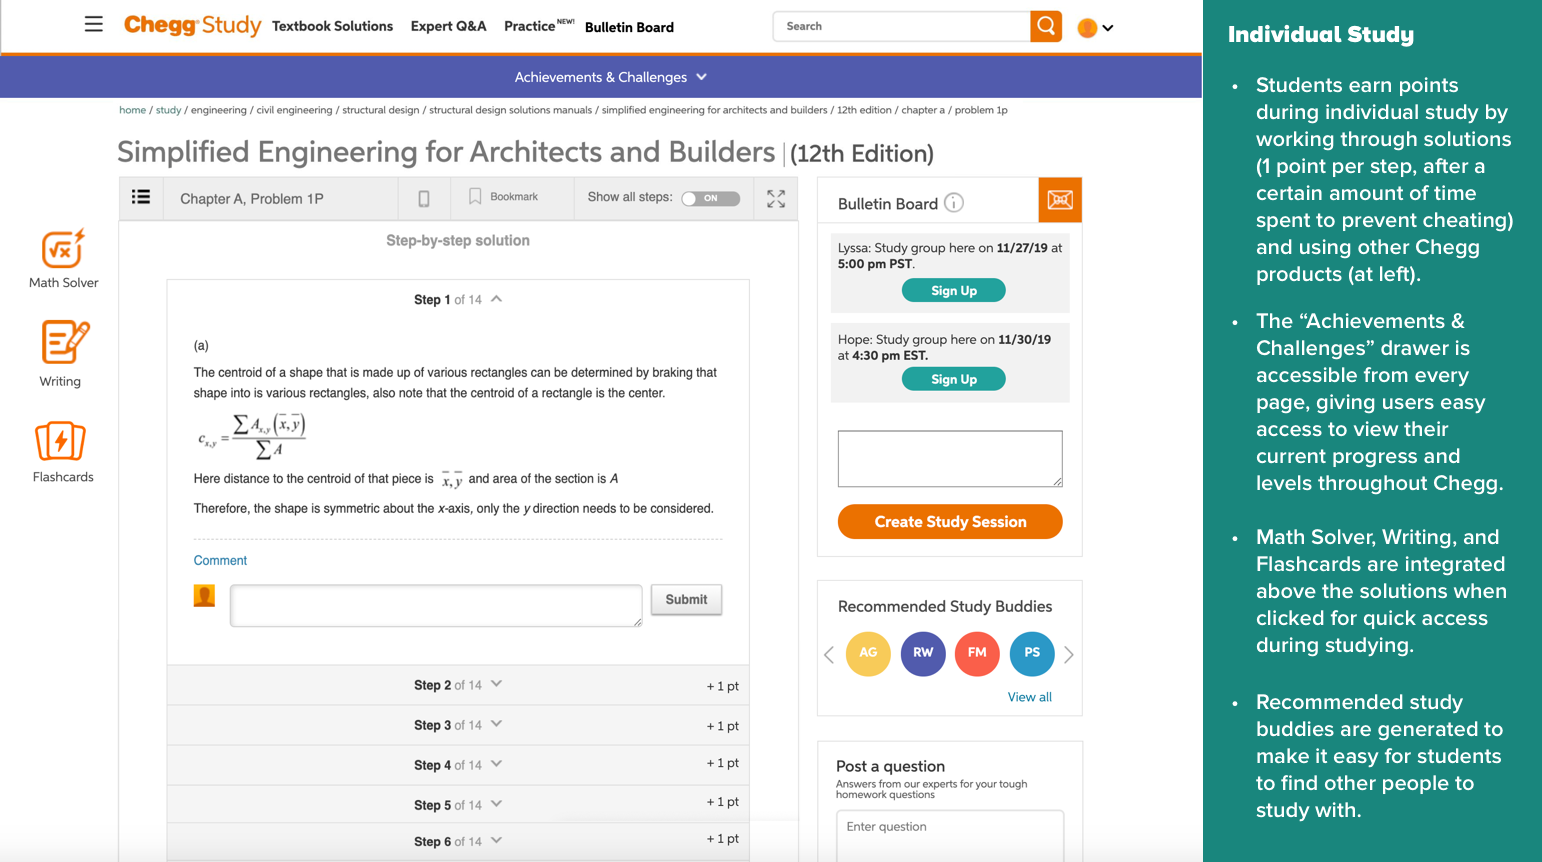 Chegg Study Textbook Solutions Expert Q&A Practice NEW! Bulletin Board Search
Achievements & Challenges
home / study / engineering / civil engineering / structural design / structural design solutions manuals / simplified engineering for architects and builders / 12th edition / chapter a / problem 1p
Simplified Engineering for Architects and Builders | (12th Edition)
Chapter A, Problem 1P Bookmark Show all steps: ON
√x
Math Solver
Writing
Flashcards
Step-by-step solution
Step 1 of 14
(a)
The centroid of a shape that is made up of various rectangles can be determined by braking that
shape into is various rectangles, also note that the centroid of a rectangle is the center.
c_{x,y} = ∑ A_{x,y} (x̄, ȳ) / ∑ A
Here distance to the centroid of that piece is x̄, ȳ and area of the section is A
Therefore, the shape is symmetric about the x-axis, only the y direction needs to be considered.
Comment
Submit
Step 2 of 14 + 1 pt
Step 3 of 14 + 1 pt
Step 4 of 14 + 1 pt
Step 5 of 14 + 1 pt
Step 6 of 14 + 1 pt
Bulletin Board i
Lyssa: Study group here on 11/27/19 at
5:00 pm PST.
Sign Up
Hope: Study group here on 11/30/19
at 4:30 pm EST.
Sign Up
Create Study Session
Recommended Study Buddies
AG RW FM PS
View all
Post a question
Answers from our experts for your tough
homework questions
Enter question
Individual Study
• Students earn points
during individual study by
working through solutions
(1 point per step, after a
certain amount of time
spent to prevent cheating)
and using other Chegg
products (at left).
• The “Achievements &
Challenges” drawer is
accessible from every
page, giving users easy
access to view their
current progress and
levels throughout Chegg.
• Math Solver, Writing, and
Flashcards are integrated
above the solutions when
clicked for quick access
during studying.
• Recommended study
buddies are generated to
make it easy for students
to find other people to
study with.